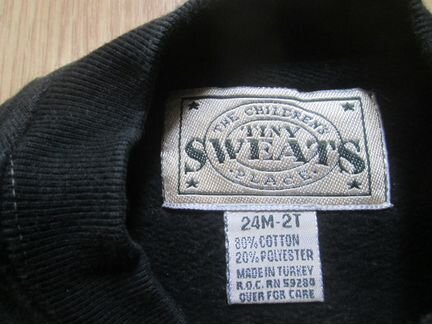 THE CHILDREN'S
TINY
SWEATS
PLACE
24M-2T
80% COTTON
20% POLYESTER
MADE IN TURKEY
R.O.C. RN 59280
OVER FOR CARE